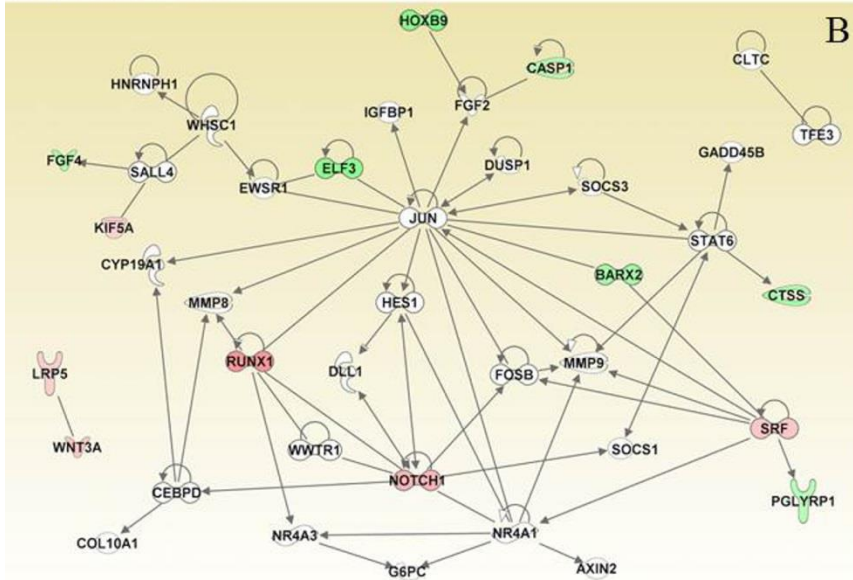 HOXB9
B
CLTC
CASP1
HNRNPH1
FGF2
IGFBP1
WHSC1
TFE3
GADD45B
FGF4
ELF3
DUSP1
SALL4
EWSR1
SOCS3
JUN
KIF5A
STAT6
CYP19A1
BARX2
CTSS
MMP8
HES1
RUNX1
MMP9
LRP5
DLL1
FOSB
SRF
WNT3A
WWTR1
SOCS1
NOTCH1
CEBPD
PGLYRP1
COL10A1
NR4A3
NR4A1
G6PC
AXIN2